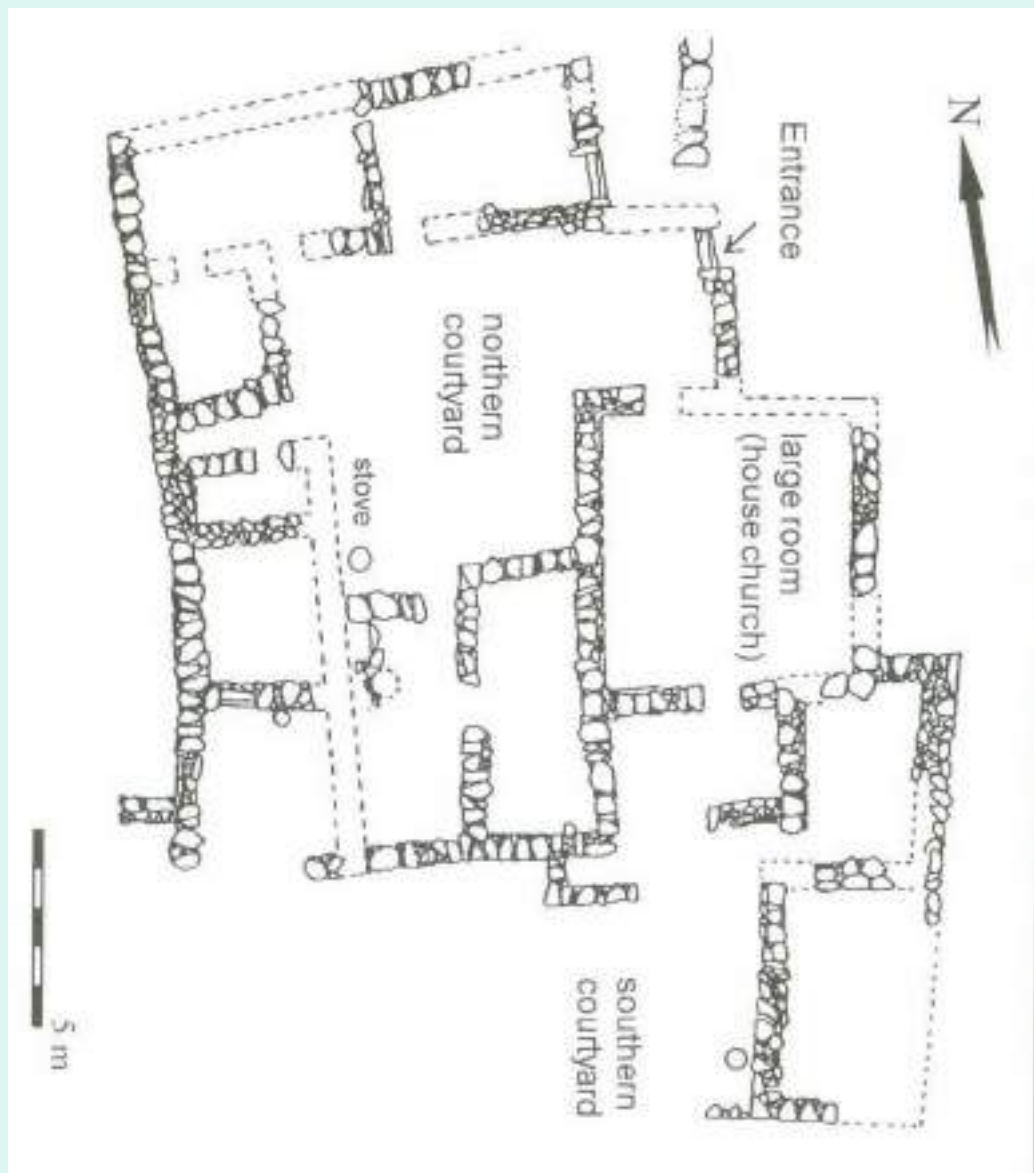 N
Entrance
northern
courtyard
large room
(house church)
stove
southern
courtyard
5 m